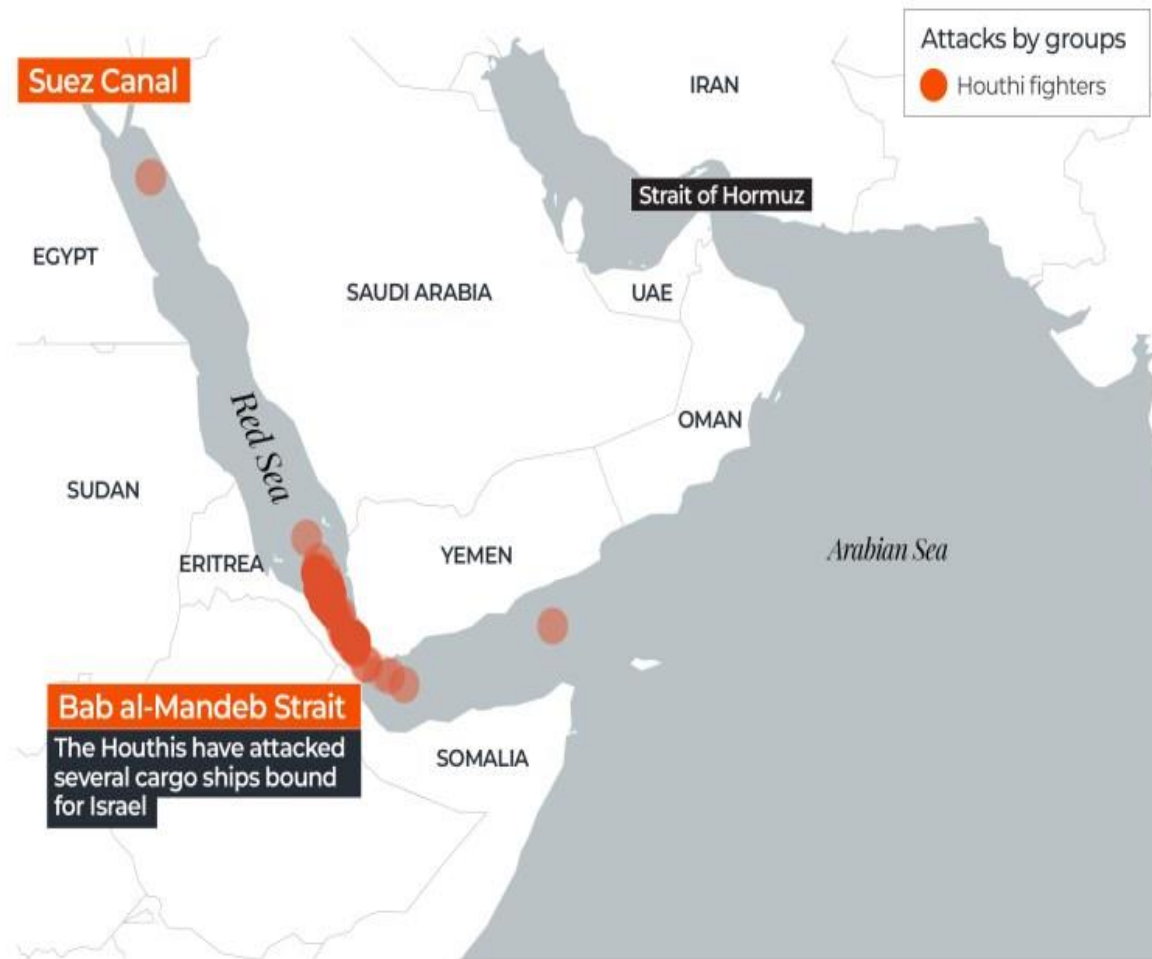 Attacks by groups
Houthi fighters
Suez Canal
IRAN
Strait of Hormuz
EGYPT
SAUDI ARABIA
UAE
Red Sea
OMAN
SUDAN
ERITREA
YEMEN
Arabian Sea
Bab al-Mandeb Strait
The Houthis have attacked
several cargo ships bound
for Israel
SOMALIA